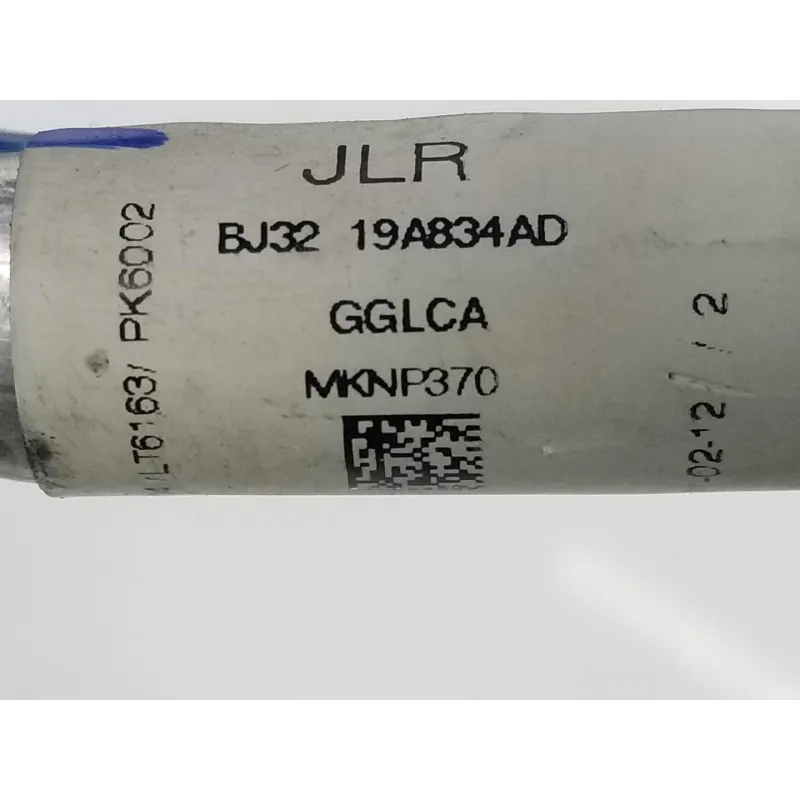 JLR
BJ32 19A834AD
GGLCA
MKNP370
LT6163/ PK6002
-02-12 / 2